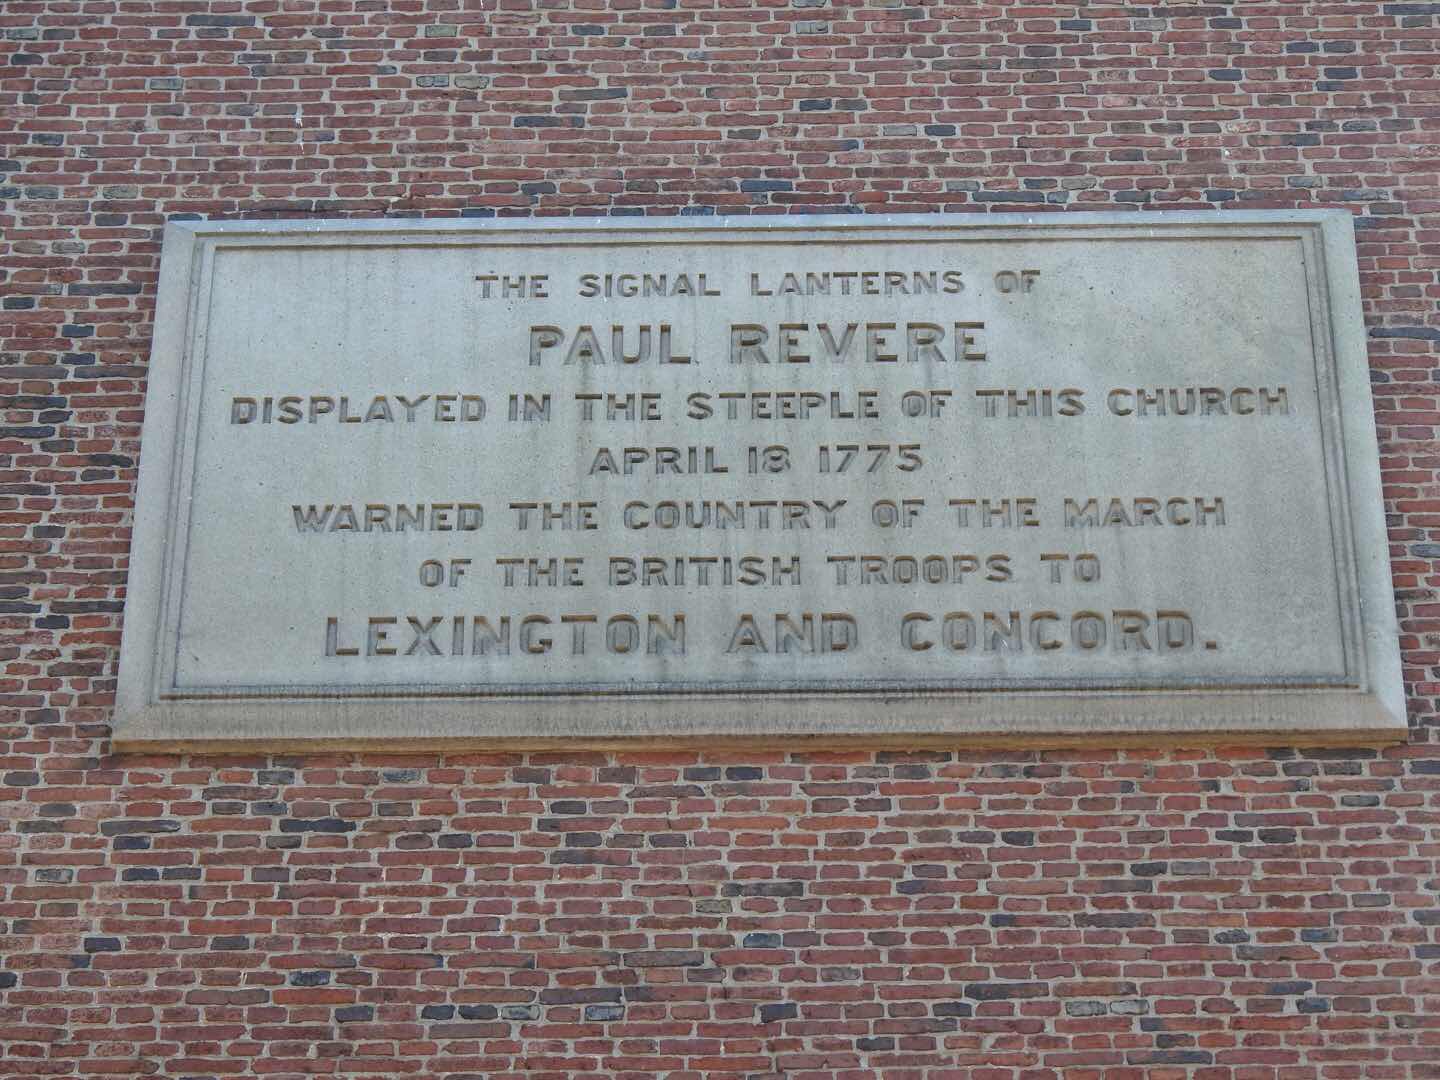 THE SIGNAL LANTERNS OF
PAUL REVERE
DISPLAYED IN THE STEEPLE OF THIS CHURCH
APRIL 18 1775
WARNED THE COUNTRY OF THE MARCH
OF THE BRITISH TROOPS TO
LEXINGTON AND CONCORD.